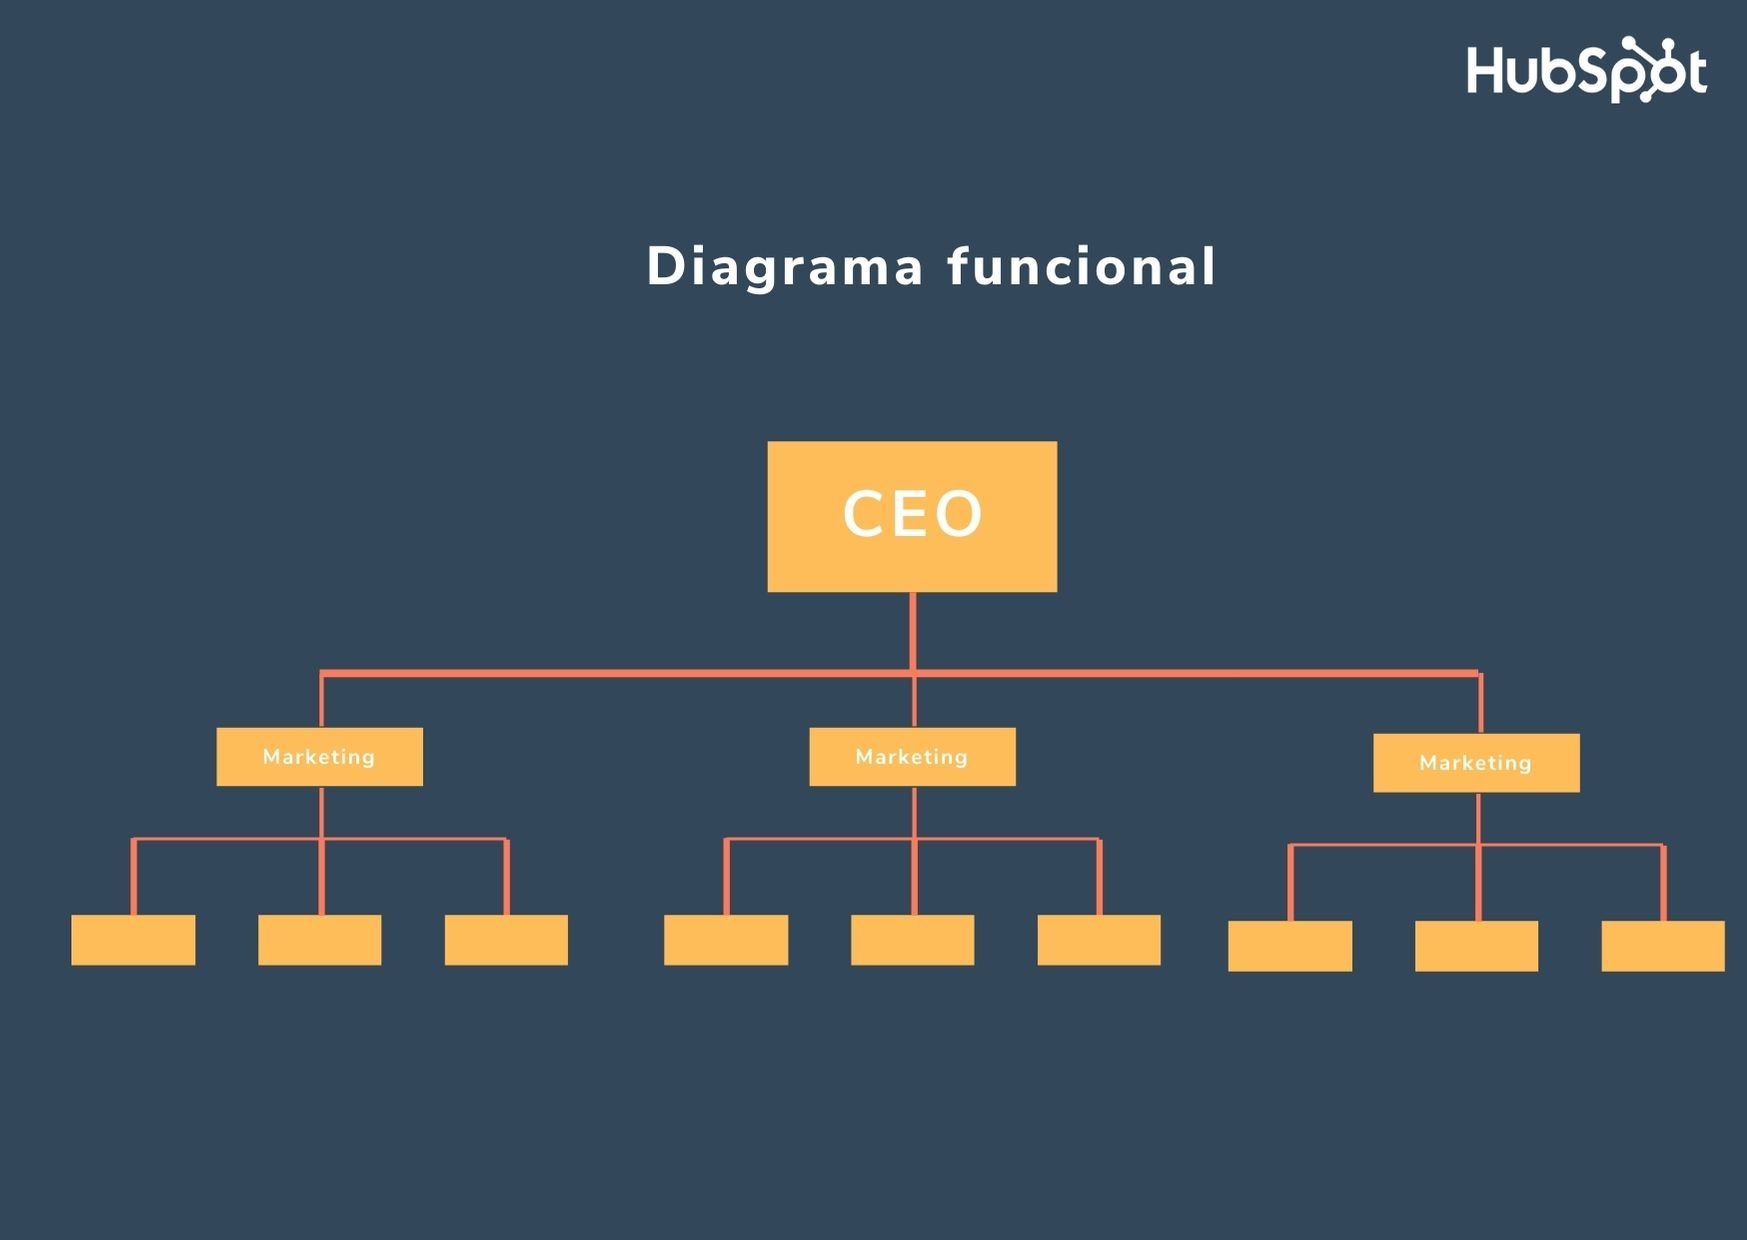 HubSpot
Diagrama funcional
CEO
Marketing
Marketing
Marketing